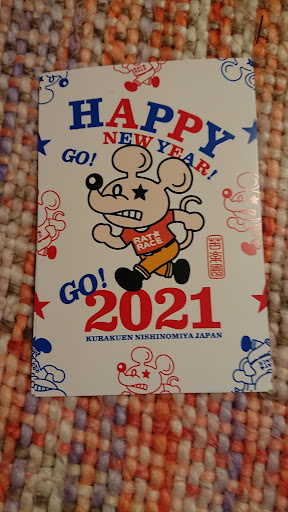 HAPPY
NEW YEAR!
GO!
RAT★
RACE
GO!
2021
KURAKUEN NISHINOMIYA JAPAN